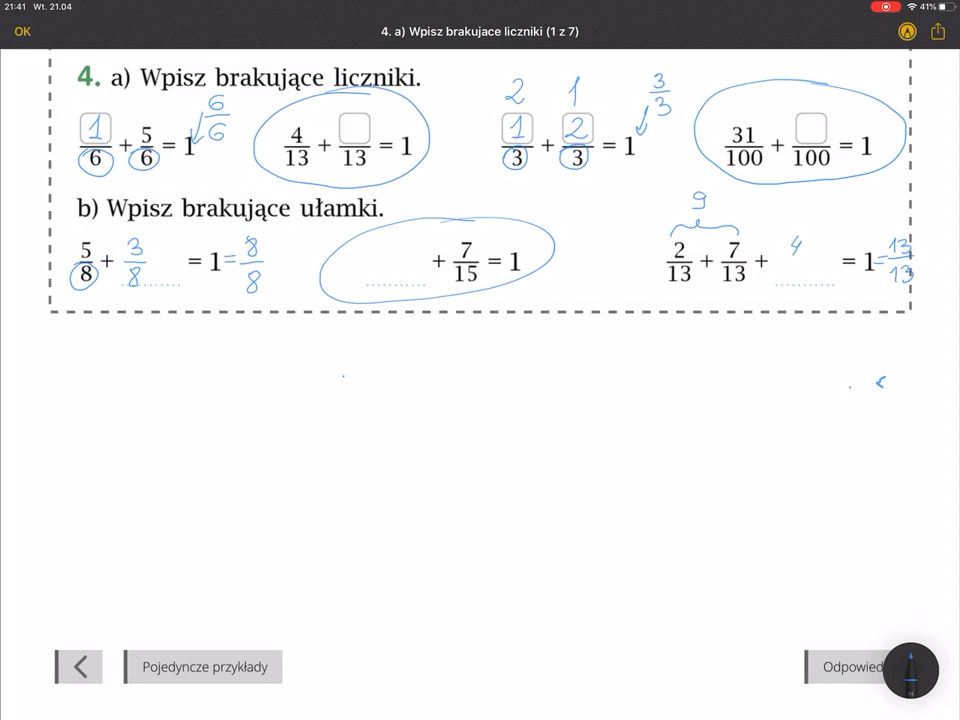 21:41 Wt. 21.04 41%
OK 4. a) Wpisz brakujace liczniki (1 z 7)
4. a) Wpisz brakujące liczniki.
1/6 + 5/6 = 1 6/6
4/13 + /13 = 1
2 1
1/3 + 2/3 = 1 3/3
31/100 + /100 = 1
b) Wpisz brakujące ułamki.
5/8 + 3/8 = 1 = 8/8
........... + 7/15 = 1
9
2/13 + 7/13 + 4 ........... = 1 = 13/13
Pojedyncze przykłady
Odpowied